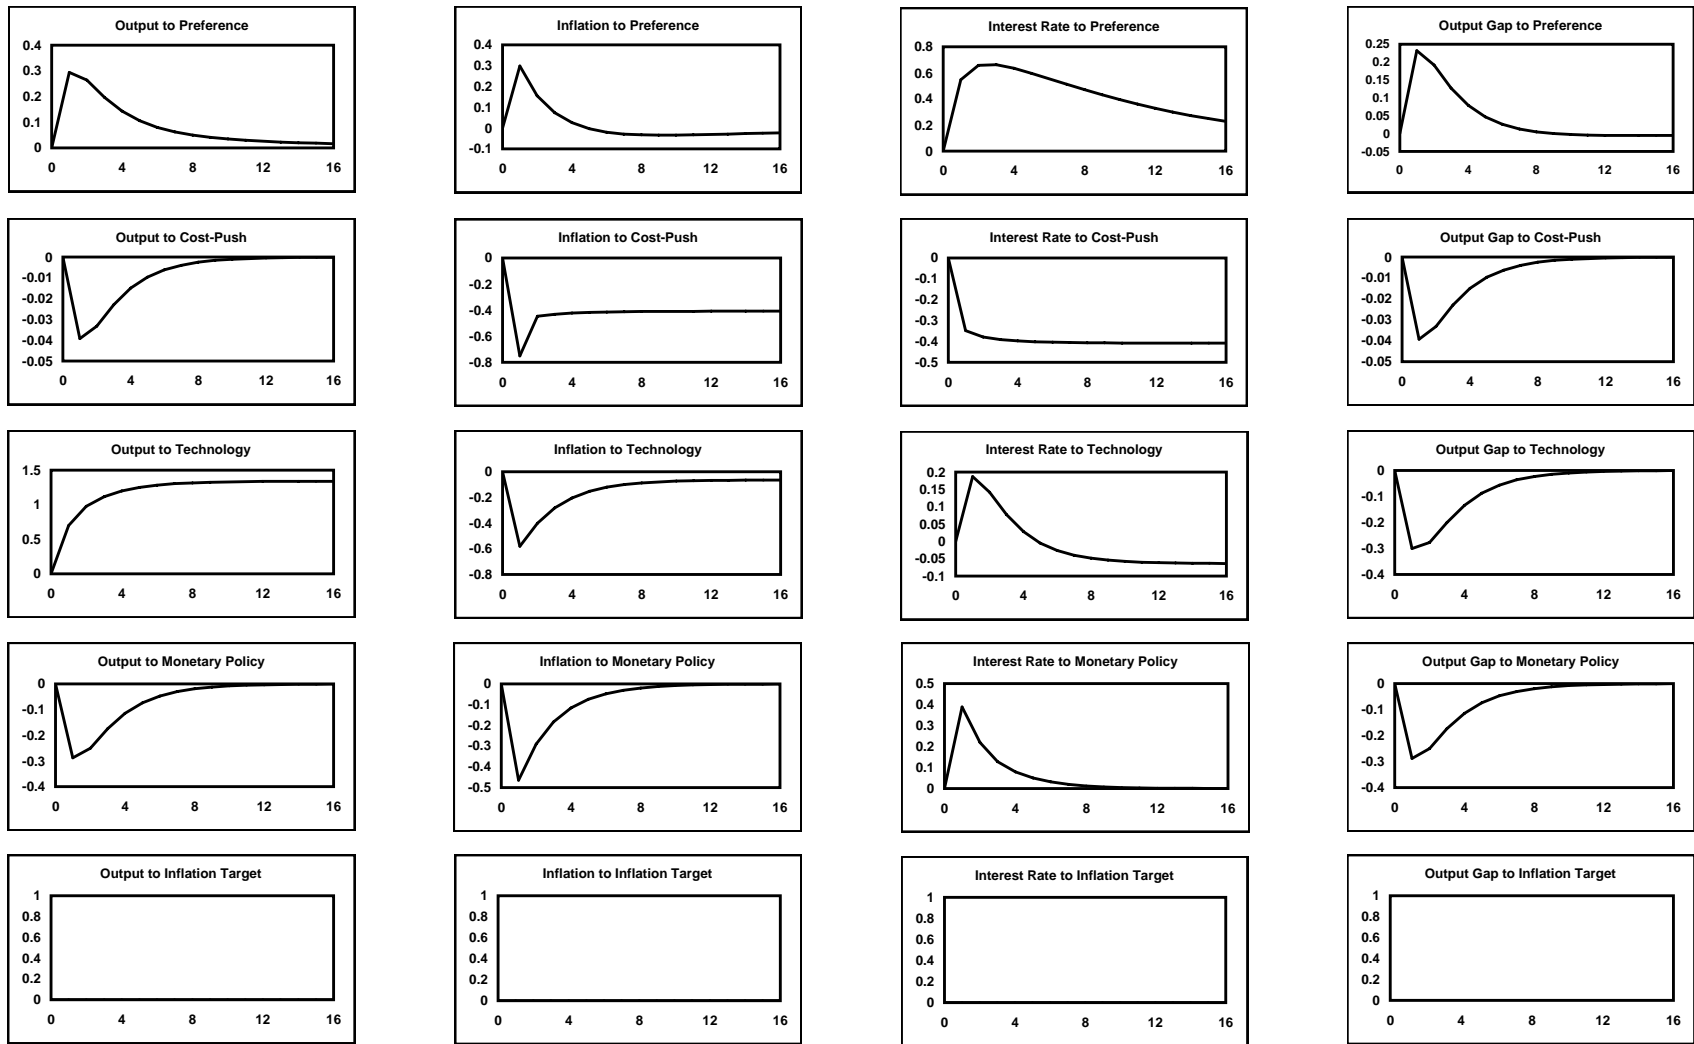 Output to Preference
0.4
0.3
0.2
0.1
0
0 4 8 12 16
Inflation to Preference
0.4
0.3
0.2
0.1
0
-0.1
0 4 8 12 16
Interest Rate to Preference
0.8
0.6
0.4
0.2
0
0 4 8 12 16
Output Gap to Preference
0.25
0.2
0.15
0.1
0.05
0
-0.05
0 4 8 12 16
Output to Cost-Push
0
-0.01
-0.02
-0.03
-0.04
-0.05
0 4 8 12 16
Inflation to Cost-Push
0
-0.2
-0.4
-0.6
-0.8
0 4 8 12 16
Interest Rate to Cost-Push
0
-0.1
-0.2
-0.3
-0.4
-0.5
0 4 8 12 16
Output Gap to Cost-Push
0
-0.01
-0.02
-0.03
-0.04
-0.05
0 4 8 12 16
Output to Technology
1.5
1
0.5
0
0 4 8 12 16
Inflation to Technology
0
-0.2
-0.4
-0.6
-0.8
0 4 8 12 16
Interest Rate to Technology
0.2
0.15
0.1
0.05
0
-0.05
-0.1
0 4 8 12 16
Output Gap to Technology
0
-0.1
-0.2
-0.3
-0.4
0 4 8 12 16
Output to Monetary Policy
0
-0.1
-0.2
-0.3
-0.4
0 4 8 12 16
Inflation to Monetary Policy
0
-0.1
-0.2
-0.3
-0.4
-0.5
0 4 8 12 16
Interest Rate to Monetary Policy
0.5
0.4
0.3
0.2
0.1
0
0 4 8 12 16
Output Gap to Monetary Policy
0
-0.1
-0.2
-0.3
-0.4
0 4 8 12 16
Output to Inflation Target
1
0.8
0.6
0.4
0.2
0
0 4 8 12 16
Inflation to Inflation Target
1
0.8
0.6
0.4
0.2
0
0 4 8 12 16
Interest Rate to Inflation Target
1
0.8
0.6
0.4
0.2
0
0 4 8 12 16
Output Gap to Inflation Target
1
0.8
0.6
0.4
0.2
0
0 4 8 12 16